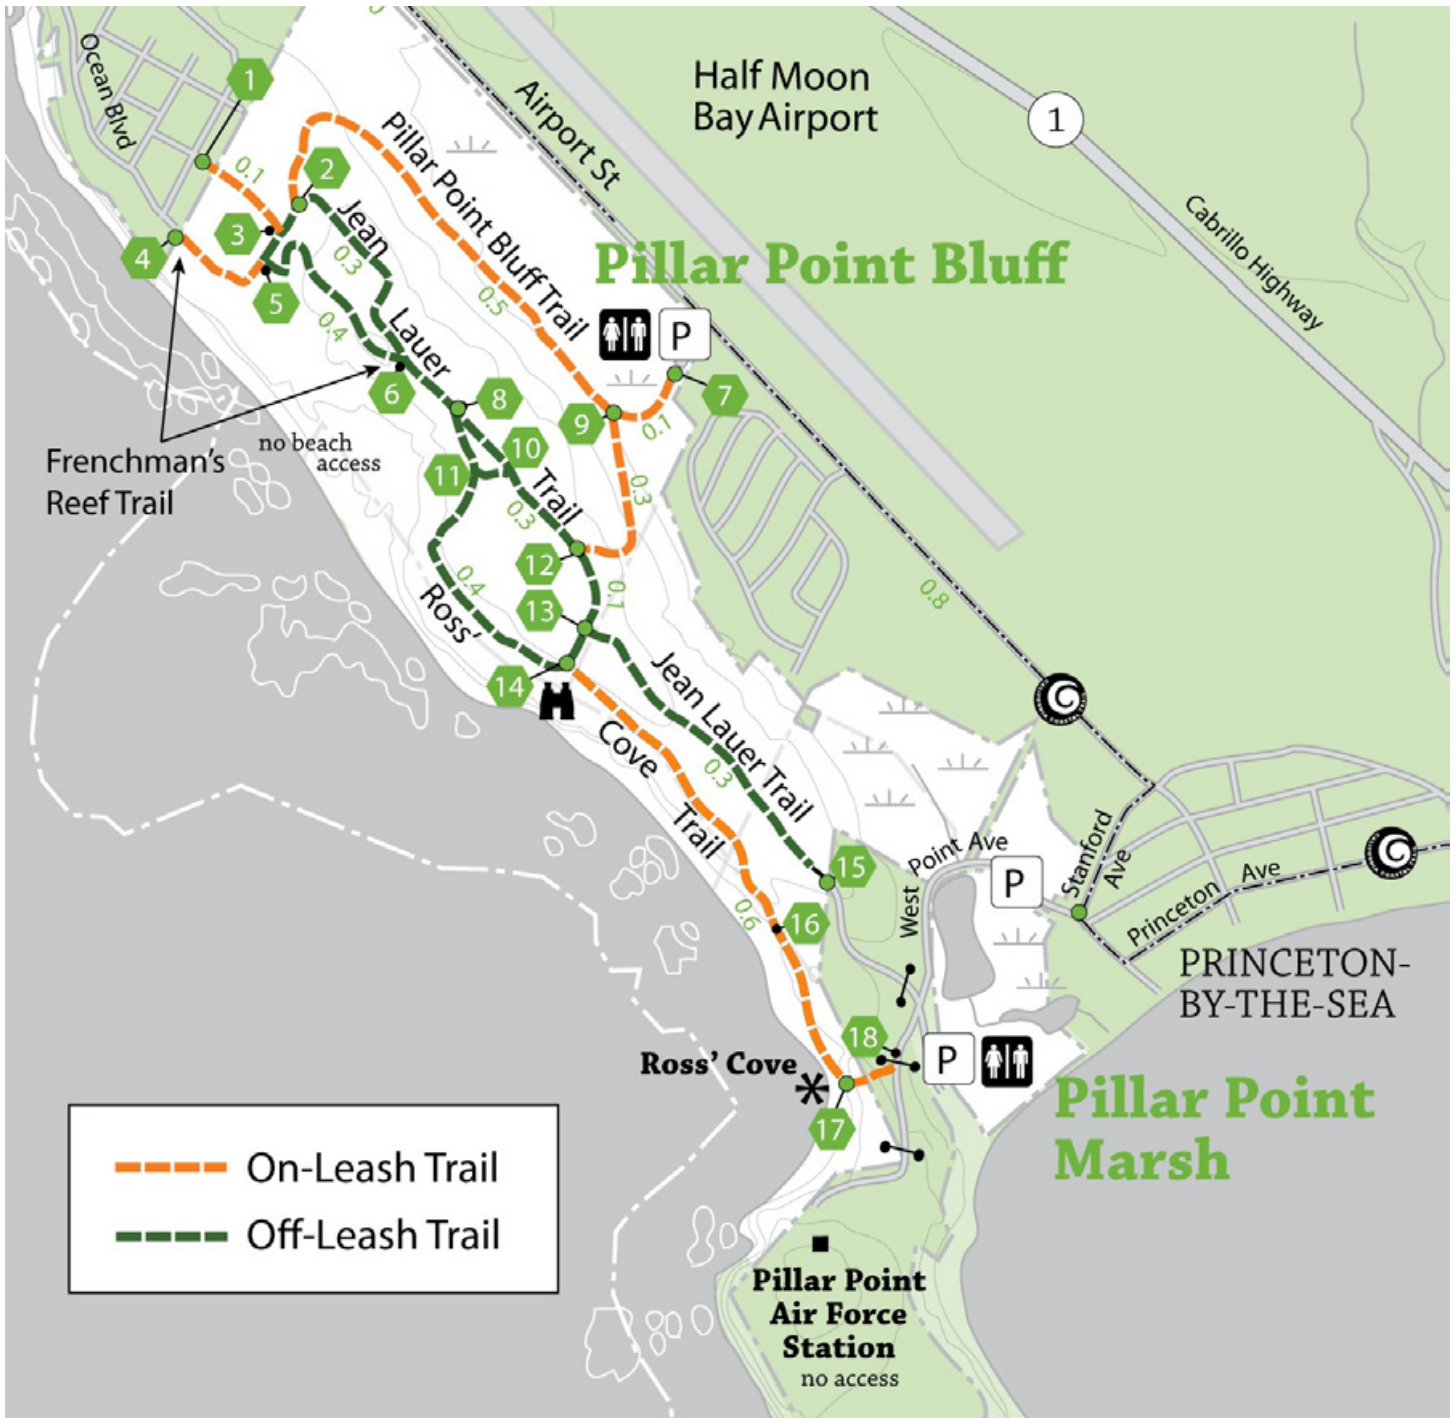 Ocean Blvd
1
0.1
2
3
4
5
Jean
0.3
Lauer
0.4
6
Pillar Point Bluff Trail
0.5
Airport St
Half Moon
Bay Airport
1
Cabrillo Highway
Pillar Point Bluff
P
7
8
9
0.1
10
11
Trail
0.3
0.3
12
0.1
13
Frenchman's
Reef Trail
no beach
access
0.4
Ross'
14
Cove
Trail
0.6
Jean Lauer Trail
0.3
0.8
15
16
West Point Ave
P
Stanford
Ave
Princeton Ave
PRINCETON-
BY-THE-SEA
18
P
Ross' Cove
17
Pillar Point
Marsh
On-Leash Trail
Off-Leash Trail
Pillar Point
Air Force
Station
no access